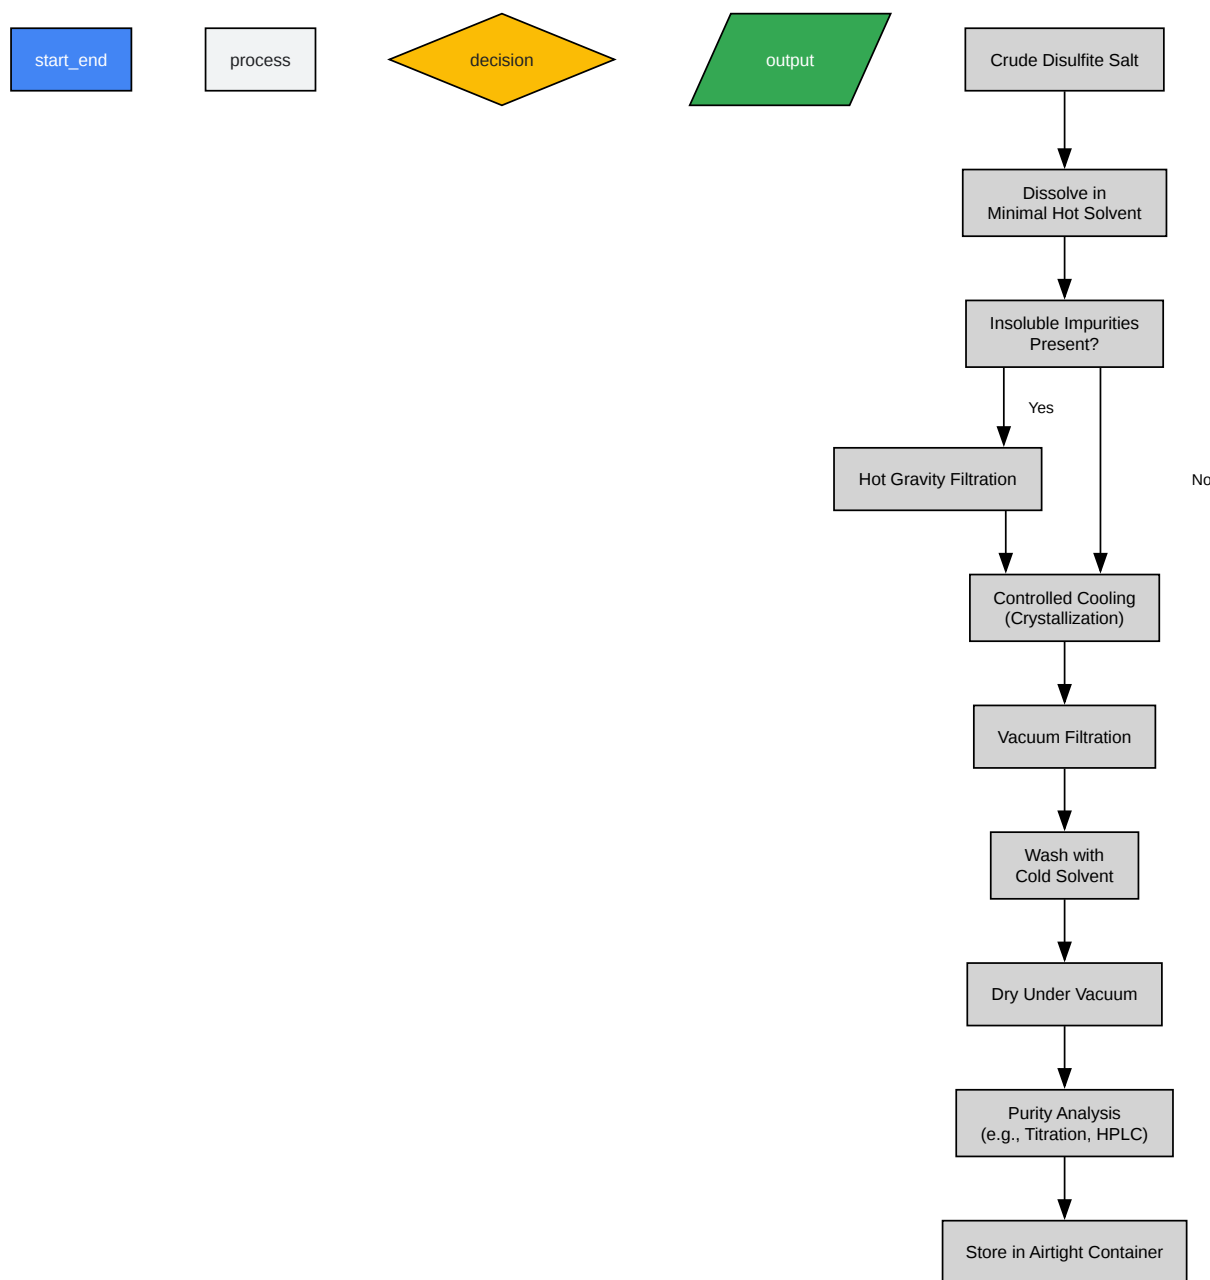 start_end
process
decision
output
Crude Disulfite Salt
Dissolve in
Minimal Hot Solvent
Insoluble Impurities
Present?
Yes
Hot Gravity Filtration
No
Controlled Cooling
(Crystallization)
Vacuum Filtration
Wash with
Cold Solvent
Dry Under Vacuum
Purity Analysis
(e.g., Titration, HPLC)
Store in Airtight Container